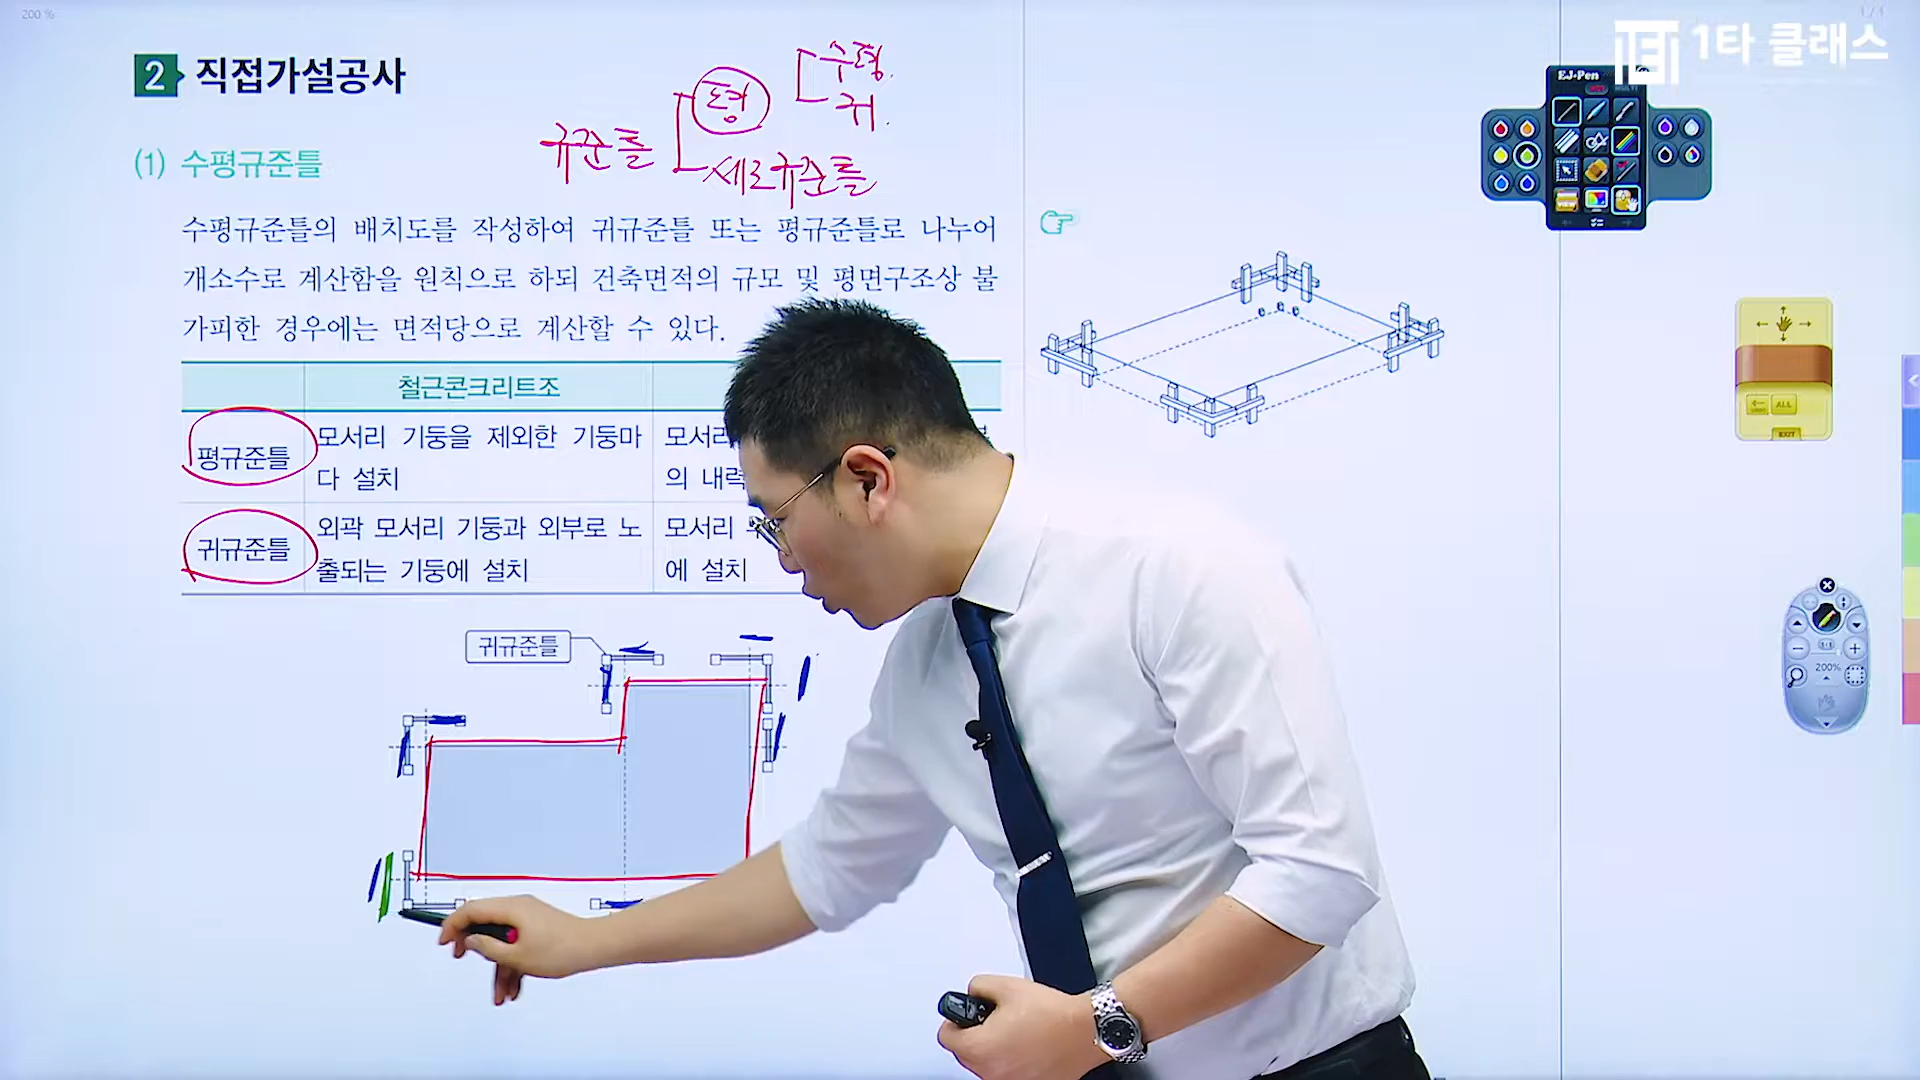 200 %
1타 클래스
2 직접가설공사
수평
귀
규준틀
평
세로규준틀
(1) 수평규준틀
수평규준틀의 배치도를 작성하여 귀규준틀 또는 평규준틀로 나누어
개소수로 계산함을 원칙으로 하되 건축면적의 규모 및 평면구조상 불
가피한 경우에는 면적당으로 계산할 수 있다.
철근콘크리트조
평규준틀
모서리 기둥을 제외한 기둥마
다 설치
모서리
의 내력
귀규준틀
외곽 모서리 기둥과 외부로 노
출되는 기둥에 설치
모서리
에 설치
귀규준틀
EJ-Pen
VIEW
ALL
EXIT
200%